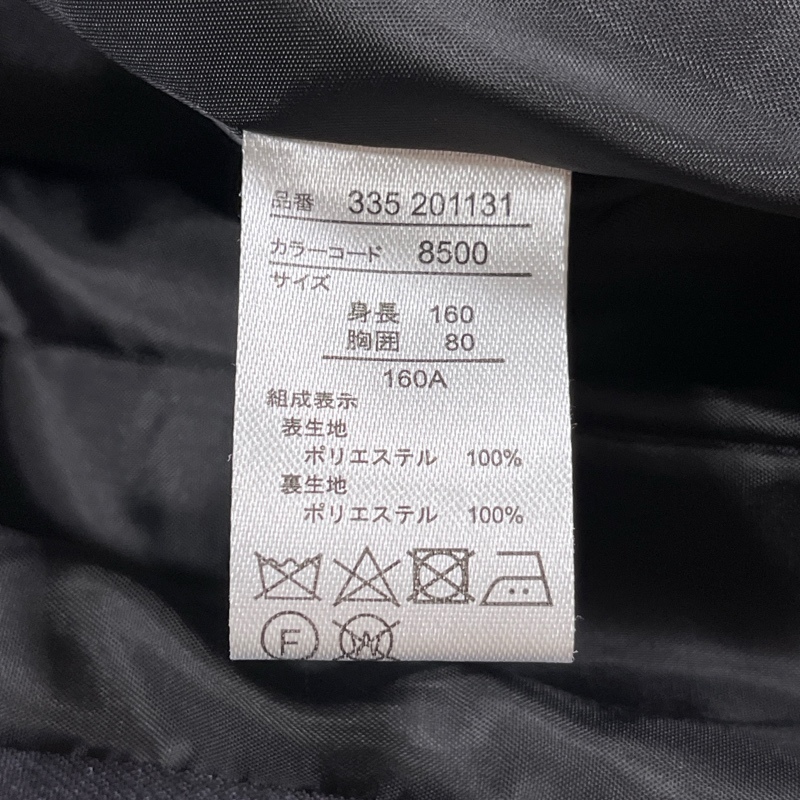 品番 335 201131
カラーコード 8500
サイズ
身長 160
胸囲 80
160A
組成表示
表生地
ポリエステル 100%
裏生地
ポリエステル 100%
F W